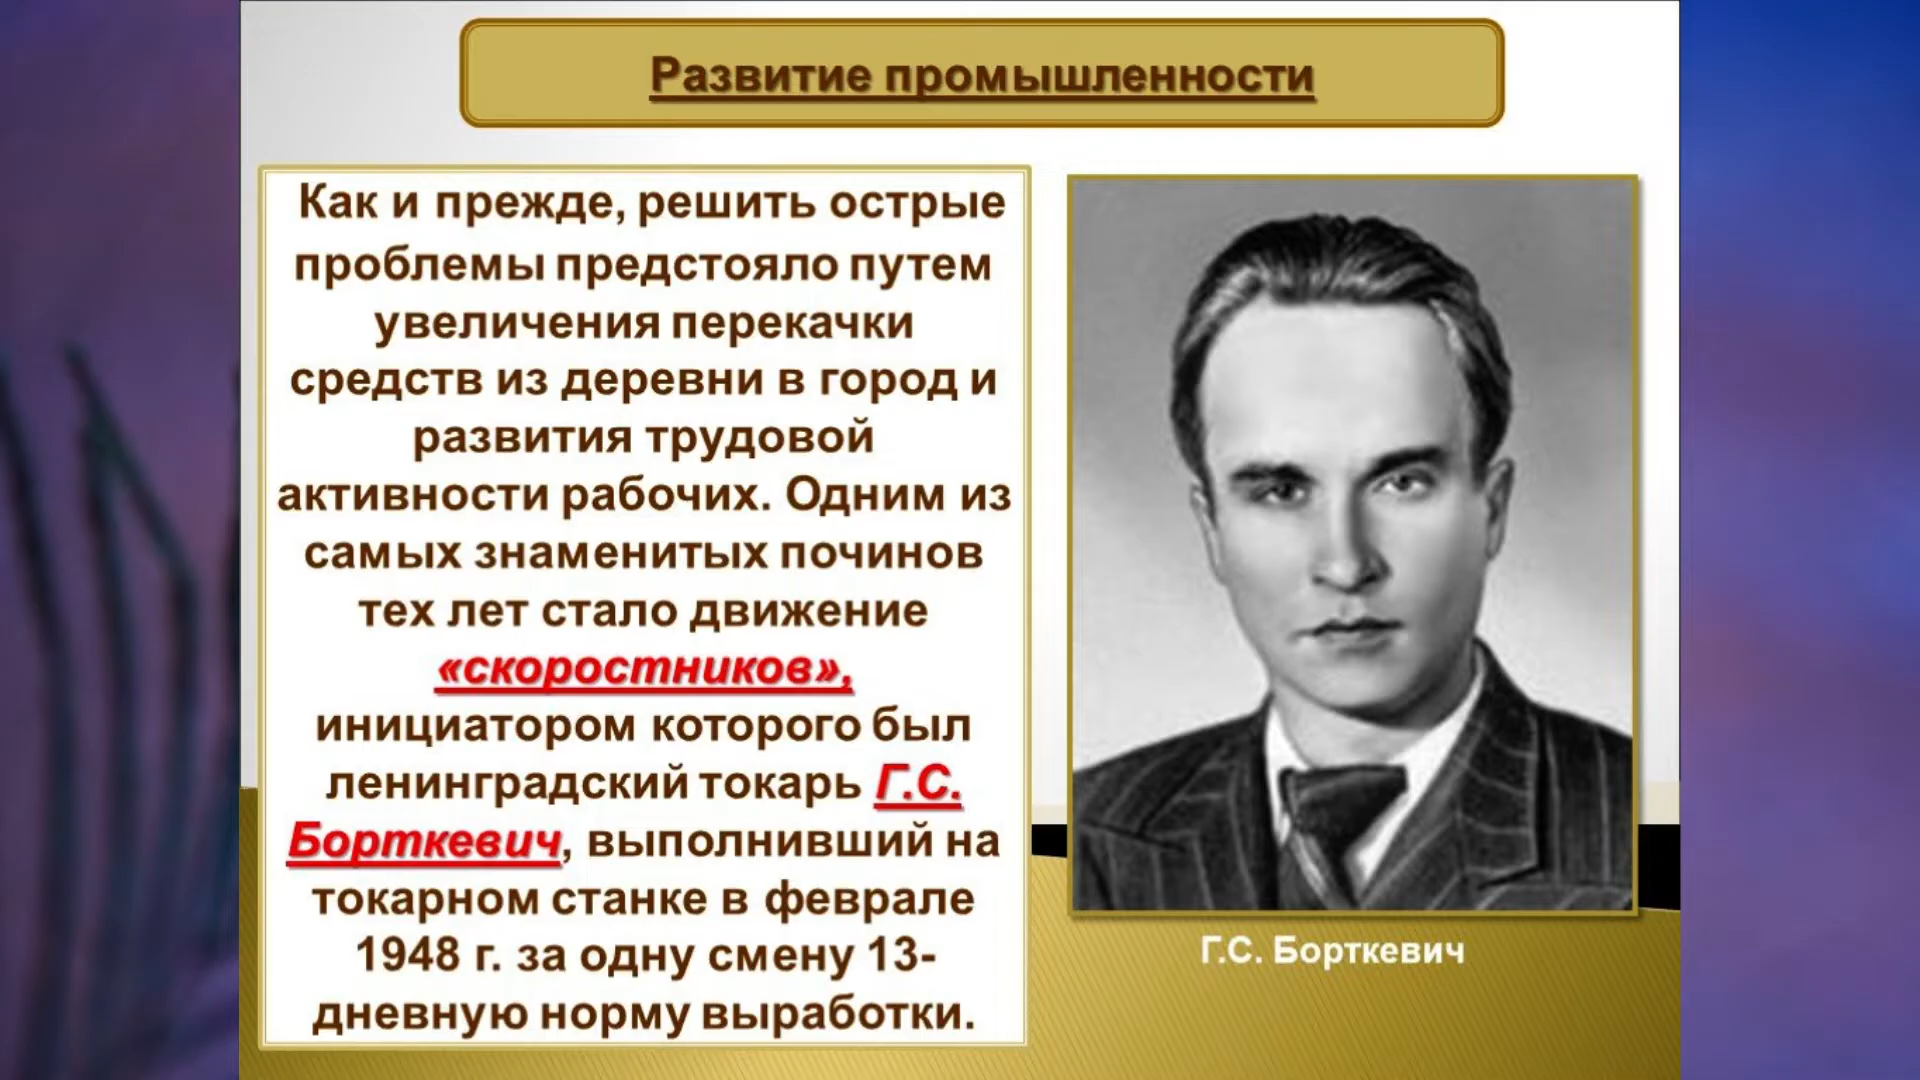 Развитие промышленности
Как и прежде, решить острые
проблемы предстояло путем
увеличения перекачки
средств из деревни в город и
развития трудовой
активности рабочих. Одним из
самых знаменитых починов
тех лет стало движение
«скоростников»,
инициатором которого был
ленинградский токарь Г.С.
Борткевич, выполнивший на
токарном станке в феврале
1948 г. за одну смену 13-
дневную норму выработки.
Г.С. Борткевич